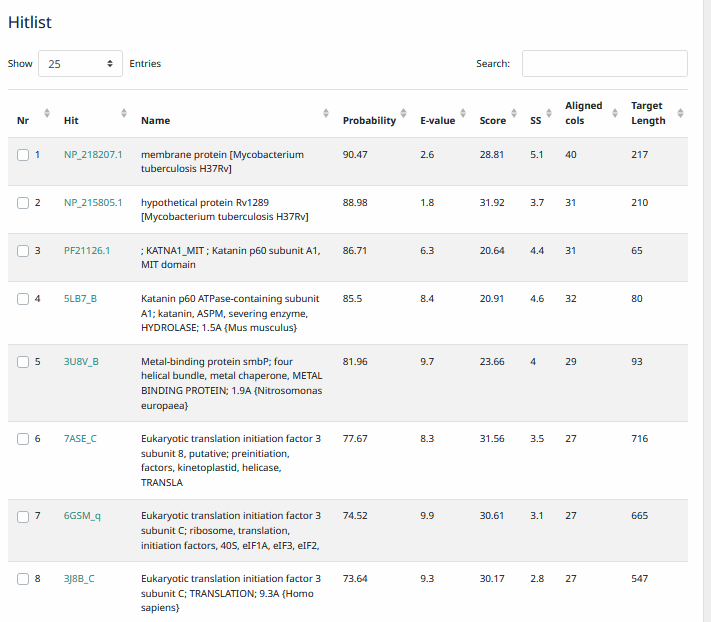 Hitlist
Show 25 Entries Search:
Nr Hit Name Probability E-value Score SS Aligned cols Target Length
1 NP_218207.1 membrane protein [Mycobacterium 90.47 2.6 28.81 5.1 40 217
tuberculosis H37Rv]
2 NP_215805.1 hypothetical protein Rv1289 88.98 1.8 31.92 3.7 31 210
[Mycobacterium tuberculosis H37Rv]
3 PF21126.1 ; KATNA1_MIT ; Katanin p60 subunit A1, 86.71 6.3 20.64 4.4 31 65
MIT domain
4 5LB7_B Katanin p60 ATPase-containing subunit 85.5 8.4 20.91 4.6 32 80
A1; katanin, ASPM, severing enzyme,
HYDROLASE; 1.5A {Mus musculus}
5 3U8V_B Metal-binding protein smbP; four 81.96 9.7 23.66 4 29 93
helical bundle, metal chaperone, METAL
BINDING PROTEIN; 1.9A {Nitrosomonas
europaea}
6 7ASE_C Eukaryotic translation initiation factor 3 77.67 8.3 31.56 3.5 27 716
subunit 8, putative; preinitiation,
factors, kinetoplastid, helicase,
TRANSLA
7 6GSM_q Eukaryotic translation initiation factor 3 74.52 9.9 30.61 3.1 27 665
subunit C; ribosome, translation,
initiation factors, 40S, eIF1A, eIF3, eIF2,
8 3J8B_C Eukaryotic translation initiation factor 3 73.64 9.3 30.17 2.8 27 547
subunit C; TRANSLATION; 9.3A {Homo
sapiens}